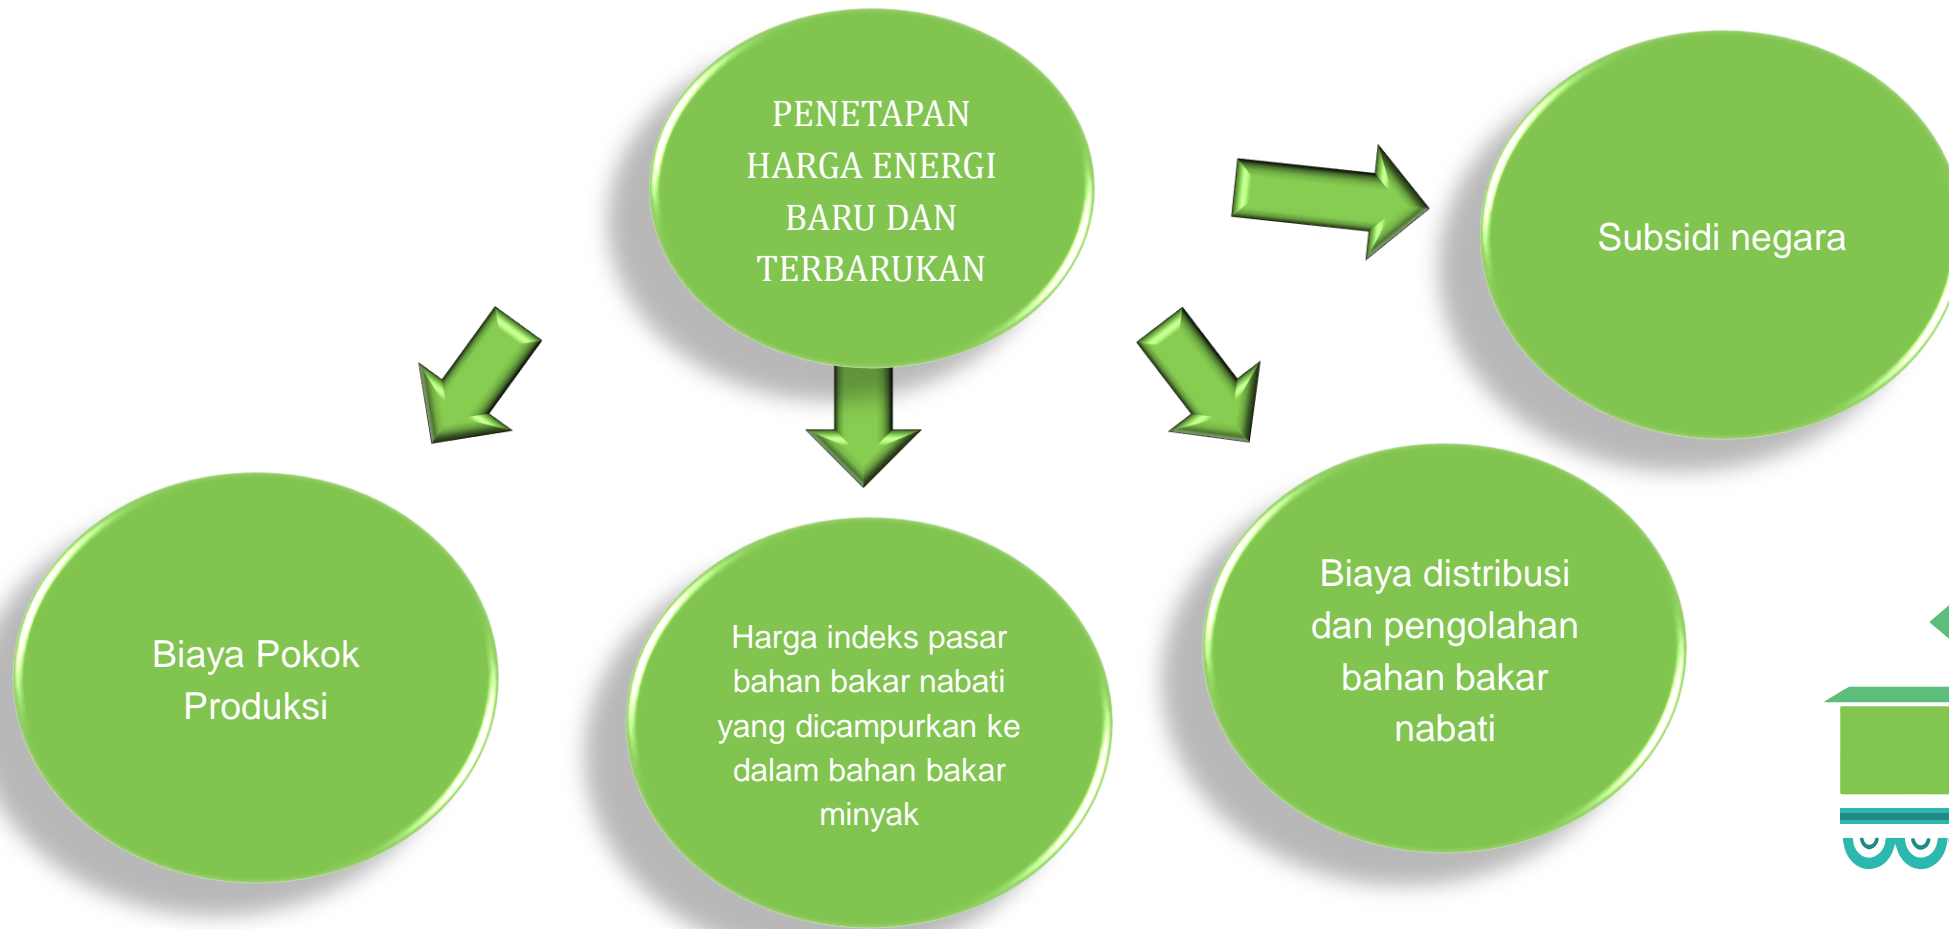 PENETAPAN
HARGA ENERGI
BARU DAN
TERBARUKAN
Subsidi negara
Biaya Pokok
Produksi
Harga indeks pasar
bahan bakar nabati
yang dicampurkan ke
dalam bahan bakar
minyak
Biaya distribusi
dan pengolahan
bahan bakar
nabati